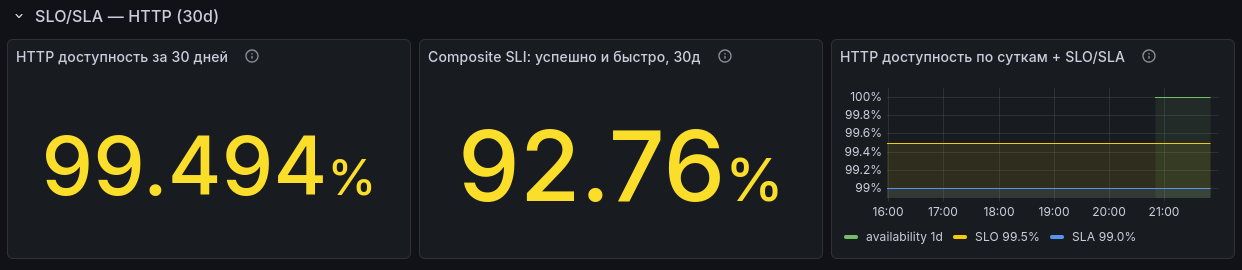 SLO/SLA — HTTP (30d)
HTTP доступность за 30 дней
99.494%
Composite SLI: успешно и быстро, 30д
92.76%
HTTP доступность по суткам + SLO/SLA
100%
99.8%
99.6%
99.4%
99.2%
99%
16:00 17:00 18:00 19:00 20:00 21:00
availability 1d SLO 99.5% SLA 99.0%